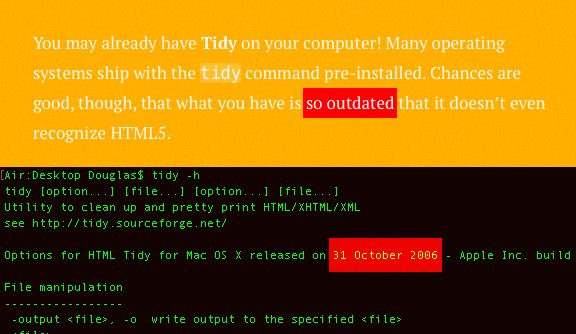 You may already have Tidy on your computer! Many operating
systems ship with the tidy command pre-installed. Chances are
good, though, that what you have is so outdated that it doesn’t even
recognize HTML5.
[Air:Desktop Douglas$ tidy -h
tidy [option...] [file...] [option...] [file...]
Utility to clean up and pretty print HTML/XHTML/XML
see http://tidy.sourceforge.net/
Options for HTML Tidy for Mac OS X released on 31 October 2006 - Apple Inc. build
File manipulation
-----------------
-output <file>, -o write output to the specified <file>